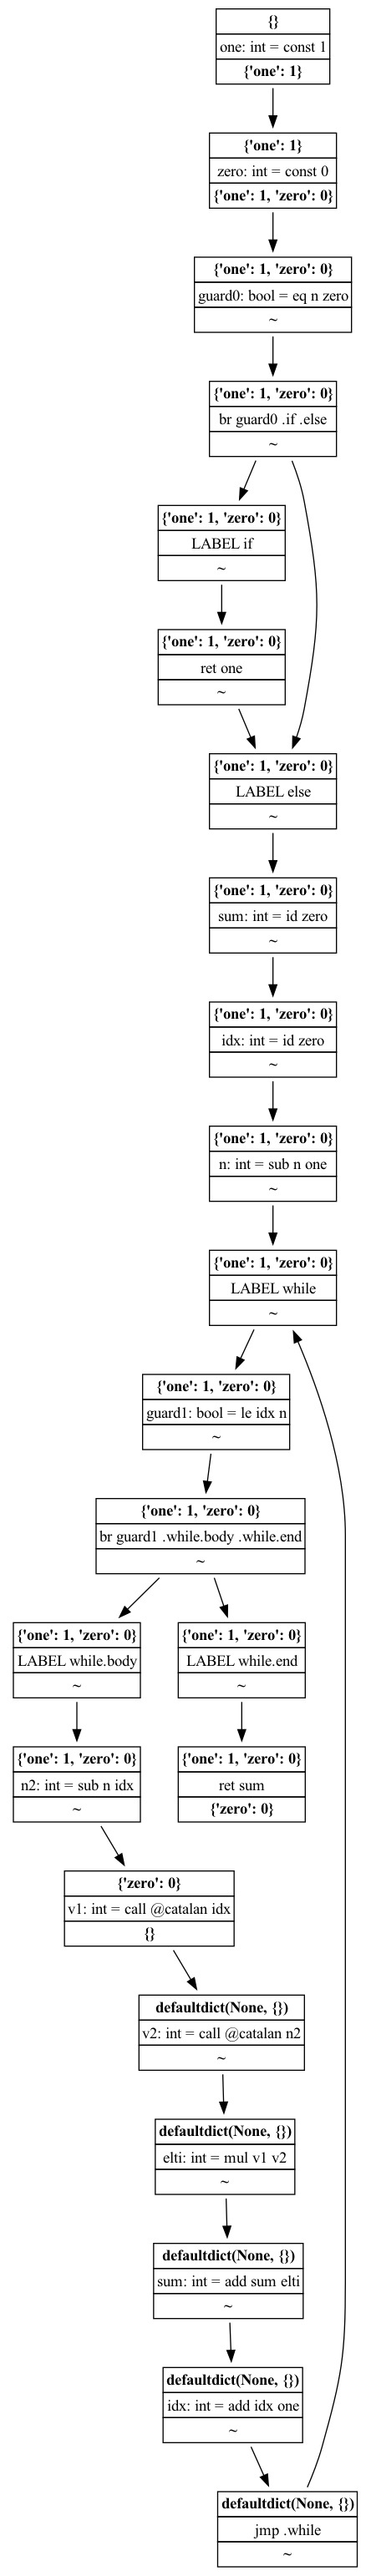 {}
one: int = const 1
{'one': 1}
{'one': 1}
zero: int = const 0
{'one': 1, 'zero': 0}
{'one': 1, 'zero': 0}
guard0: bool = eq n zero
~
{'one': 1, 'zero': 0}
br guard0 .if .else
~
{'one': 1, 'zero': 0}
LABEL if
~
{'one': 1, 'zero': 0}
ret one
~
{'one': 1, 'zero': 0}
LABEL else
~
{'one': 1, 'zero': 0}
sum: int = id zero
~
{'one': 1, 'zero': 0}
idx: int = id zero
~
{'one': 1, 'zero': 0}
n: int = sub n one
~
{'one': 1, 'zero': 0}
LABEL while
~
{'one': 1, 'zero': 0}
guard1: bool = le idx n
~
{'one': 1, 'zero': 0}
br guard1 .while.body .while.end
~
{'one': 1, 'zero': 0}
LABEL while.body
~
{'one': 1, 'zero': 0}
LABEL while.end
~
{'one': 1, 'zero': 0}
n2: int = sub n idx
~
{'one': 1, 'zero': 0}
ret sum
{'zero': 0}
{'zero': 0}
v1: int = call @catalan idx
{}
defaultdict(None, {})
v2: int = call @catalan n2
~
defaultdict(None, {})
elti: int = mul v1 v2
~
defaultdict(None, {})
sum: int = add sum elti
~
defaultdict(None, {})
idx: int = add idx one
~
defaultdict(None, {})
jmp .while
~